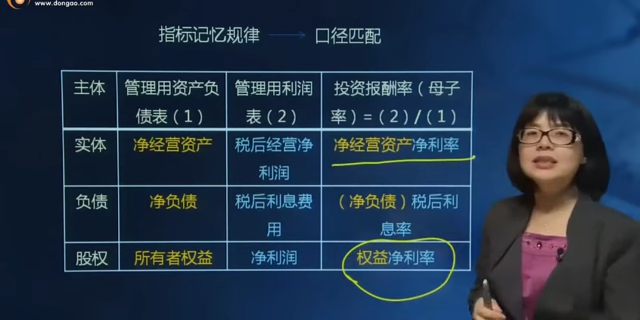 www.dongao.com
指标记忆规律 → 口径匹配
主体 管理用资产负 管理用利润 投资报酬率（母子
债表（1） 表（2） 率）=（2）/（1）
实体 净经营资产 税后经营净 净经营资产净利率
利润
负债 净负债 税后利息费 （净负债）税后利
用 息率
股权 所有者权益 净利润 权益净利率